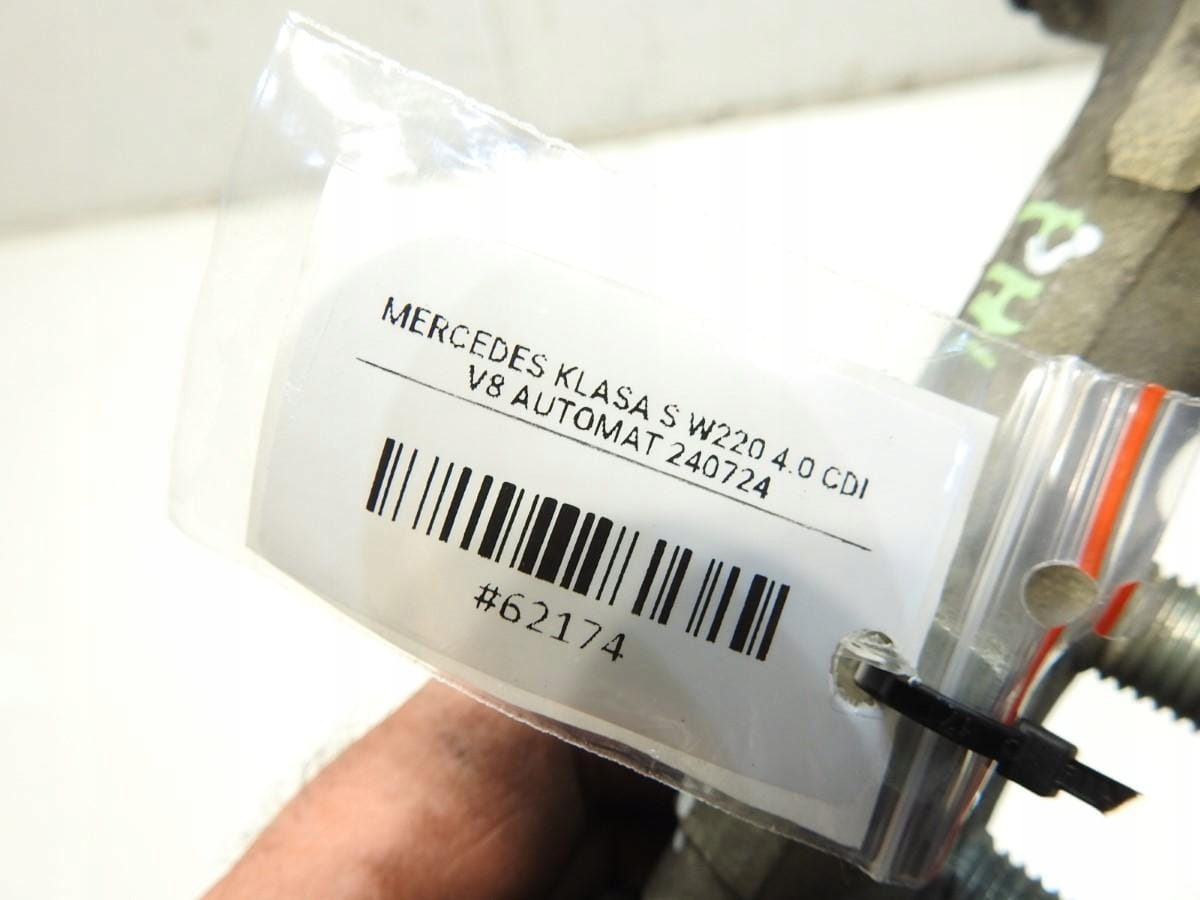 MERCEDES KLASA S W220 4.0 CDI
V8 AUTOMAT 240724
#62174